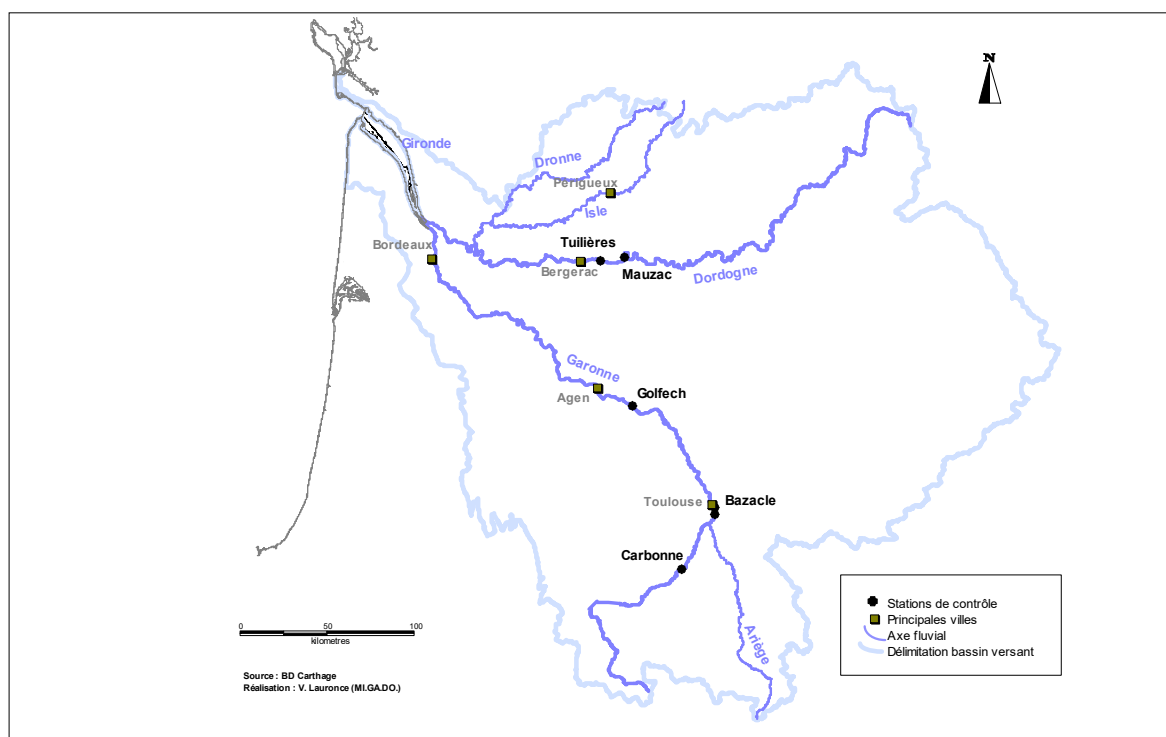 N
Gironde
Dronne
Périgueux
Isle
Bordeaux
Tuilières
Bergerac
Mauzac
Dordogne
Garonne
Agen
Golfech
Toulouse
Bazacle
Carbonne
Ariège
0 50 100
kilometres
Source : BD Carthage
Réalisation : V. Lauronce (MI.GA.DO.)
Stations de contrôle
Principales villes
Axe fluvial
Délimitation bassin versant